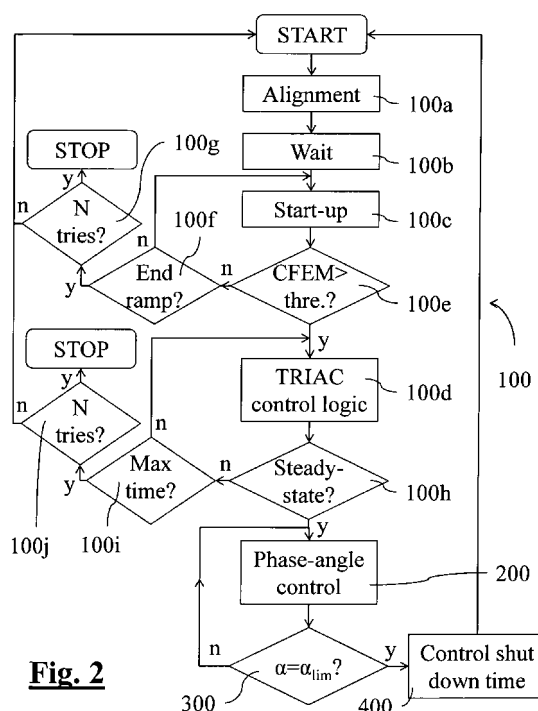 START
Alignment
100a
Wait
100b
100g
STOP
y
n
N
tries?
100f
n
Start-up
100c
y
End
ramp?
n
CFEM>
thre.?
100e
STOP
y
100
y
n
N
tries?
n
TRIAC
control logic
100d
y
Max
time?
n
Steady-
state?
100h
100j
100i
y
Phase-angle
control
200
n
α=αlim?
y
Control shut
down time
Fig. 2
300
400